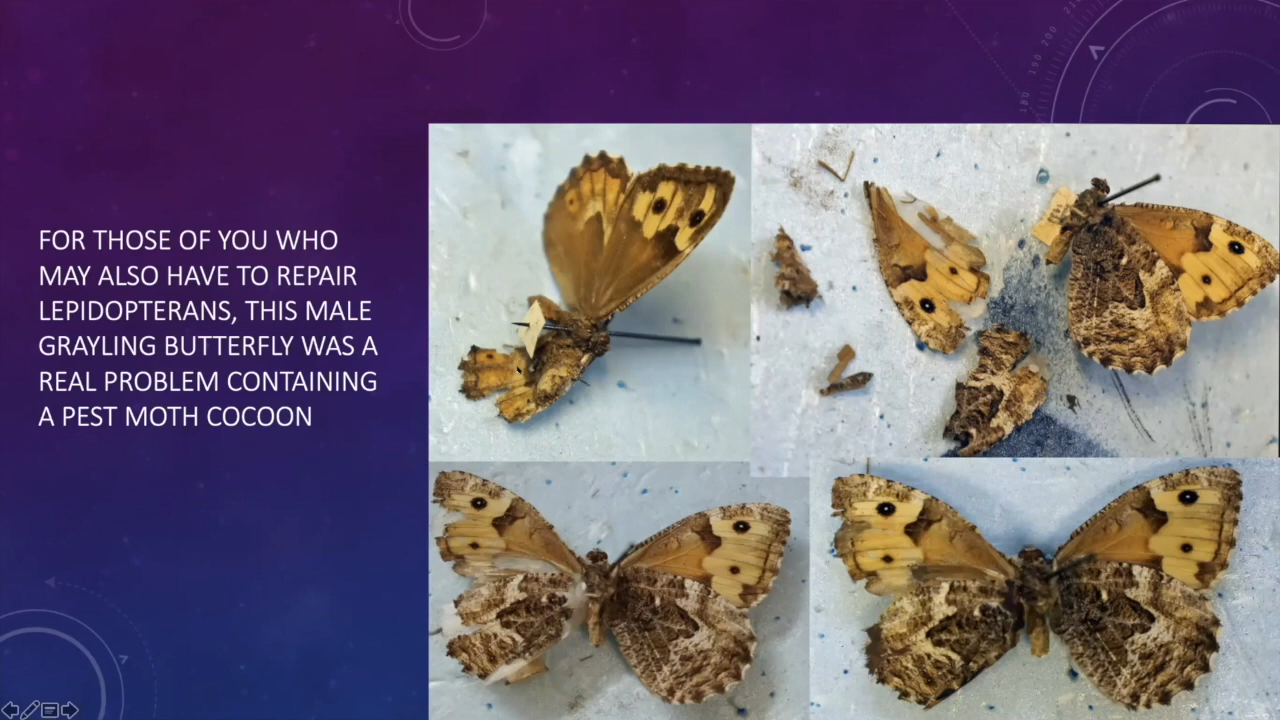 FOR THOSE OF YOU WHO
MAY ALSO HAVE TO REPAIR
LEPIDOPTERANS, THIS MALE
GRAYLING BUTTERFLY WAS A
REAL PROBLEM CONTAINING
A PEST MOTH COCOON